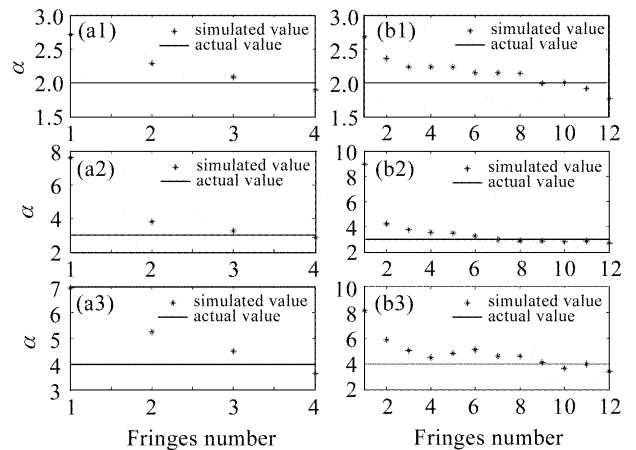 (a1)
simulated value
actual value
3.0
2.5
2.0
1.5
α
1
2
3
4
(b1)
simulated value
actual value
3.0
2.5
2.0
1.5
2
4
6
8
10
12
(a2)
simulated value
actual value
8
6
4
2
α
1
2
3
4
(b2)
simulated value
actual value
10
8
6
4
2
2
4
6
8
10
12
(a3)
simulated value
actual value
7
6
5
4
3
α
1
2
3
4
Fringes number
(b3)
simulated value
actual value
10
8
6
4
2
2
4
6
8
10
12
Fringes number